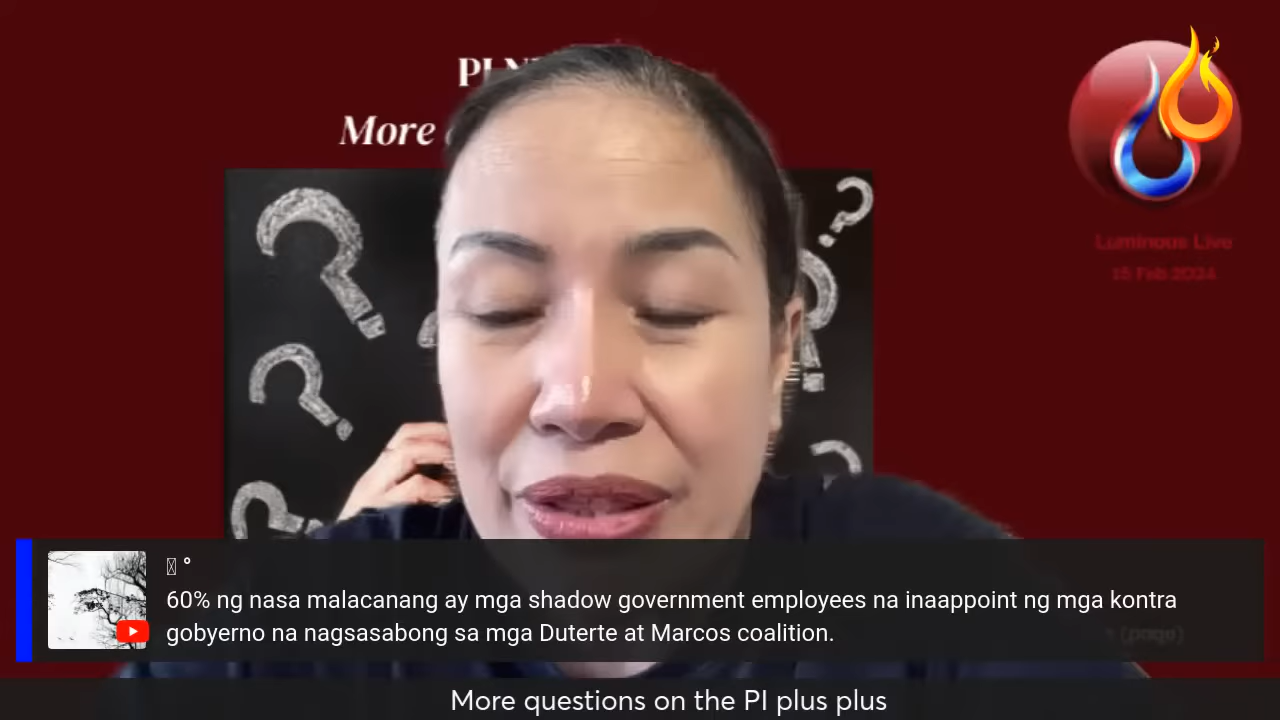 More
Luminous Live
15 Feb 2024
60% ng nasa malacanang ay mga shadow government employees na inaappoint ng mga kontra
gobyerno na nagsasabong sa mga Duterte at Marcos coalition.
(page)
More questions on the PI plus plus